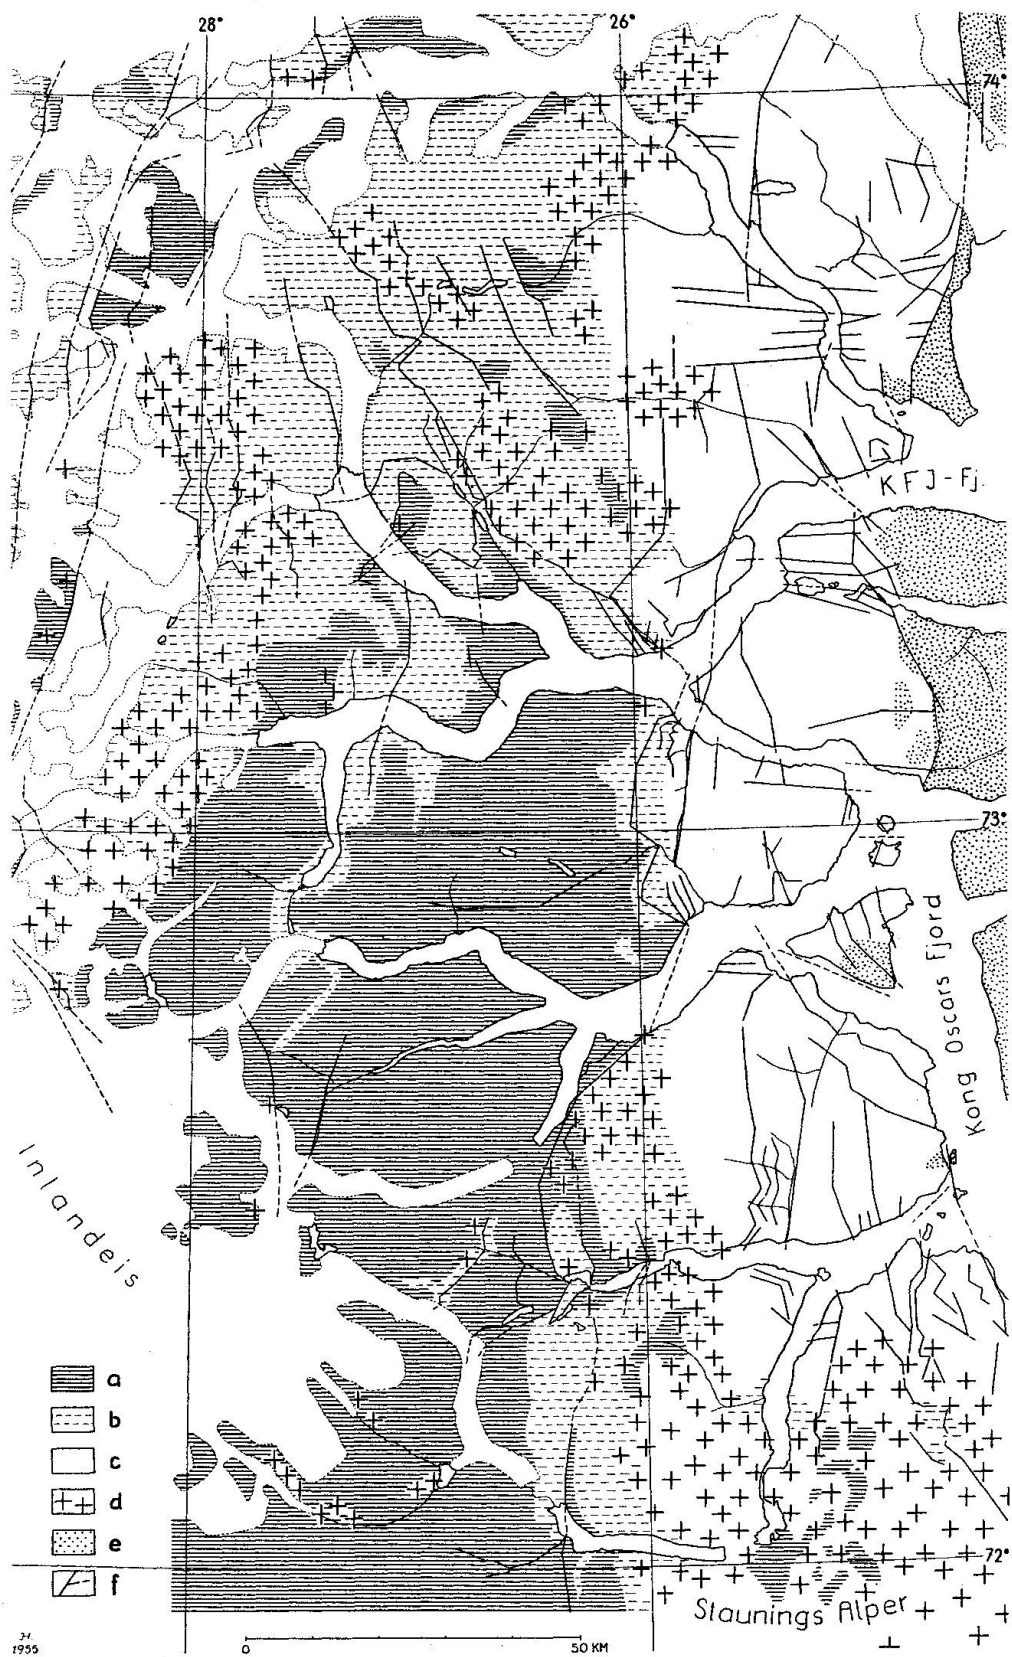 28°
26°
74°
KFJ-Fj.
73°
Kong Oscars Fjord
Inlandeis
a
b
c
d
e
f
72°
Staunings Alper
H.
1955
0
50 KM